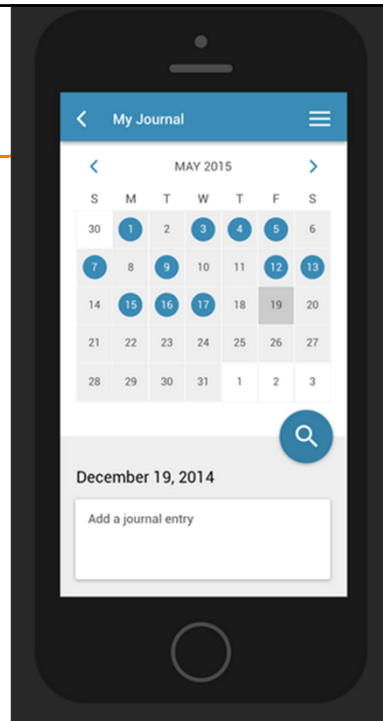 My Journal
MAY 2015
S M T W T F S
30 1 2 3 4 5 6
7 8 9 10 11 12 13
14 15 16 17 18 19 20
21 22 23 24 25 26 27
28 29 30 31 1 2 3
December 19, 2014
Add a journal entry